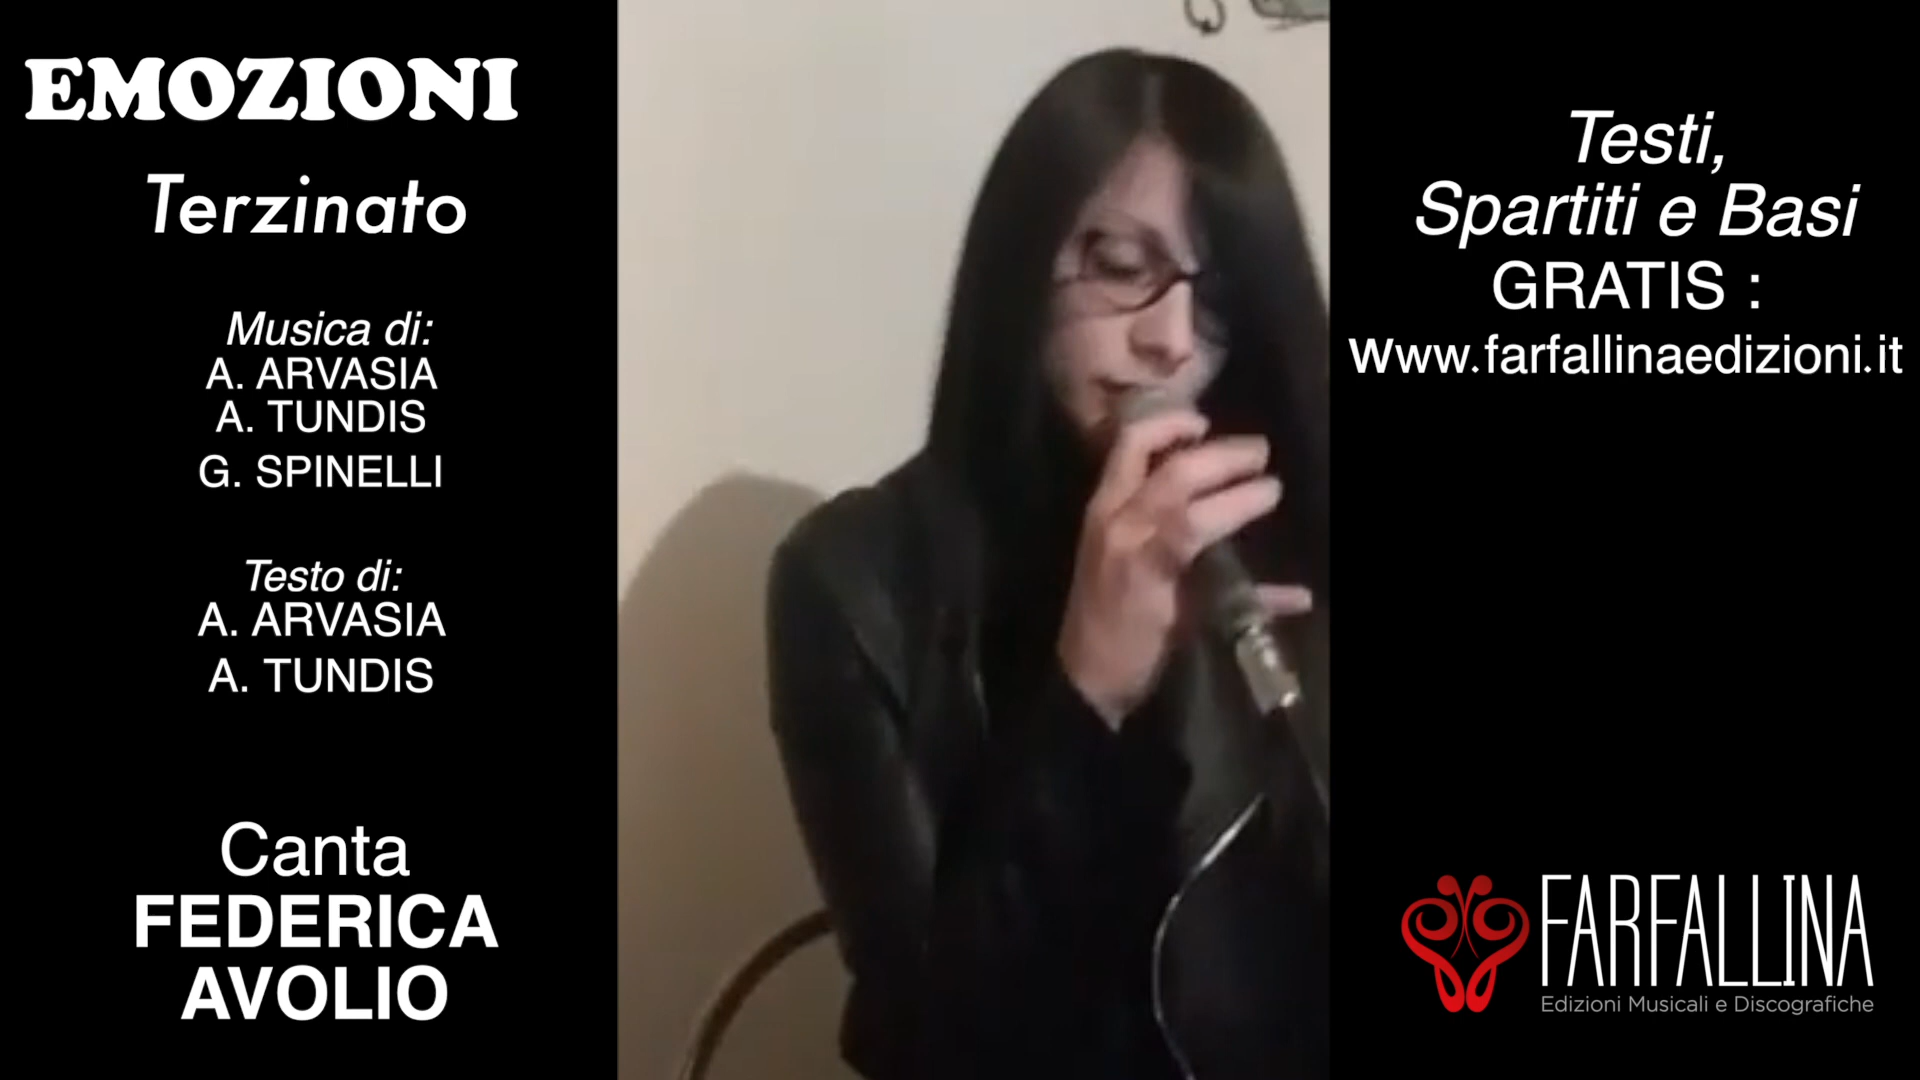 EMOZIONI
Terzinato
Musica di:
A. ARVASIA
A. TUNDIS
G. SPINELLI
Testo di:
A. ARVASIA
A. TUNDIS
Canta
FEDERICA
AVOLIO
Testi,
Spartiti e Basi
GRATIS :
www.farfallinaedizioni.it
FARFALLINA
Edizioni Musicali e Discografiche